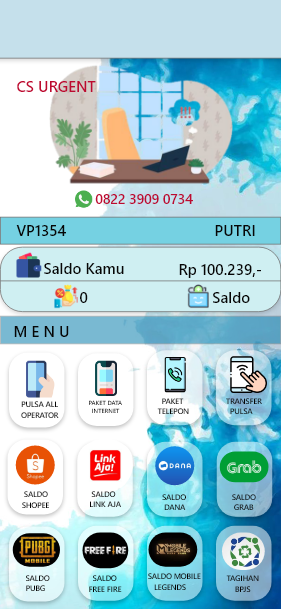 CS URGENT
0822 3909 0734
VP1354 PUTRI
Saldo Kamu Rp 100.239,-
0 Saldo
MENU
PULSA ALL
OPERATOR
PAKET DATA
INTERNET
PAKET
TELEPON
TRANSFER
PULSA
Shopee
SALDO
SHOPEE
Link
Aja!
SALDO
LINK AJA
DANA
SALDO
DANA
Grab
SALDO
GRAB
PUBG
MOBILE
SALDO
PUBG
FREE FIRE
SALDO
FREE FIRE
MOBILE
LEGENDS
SALDO MOBILE
LEGENDS
TAGIHAN
BPJS